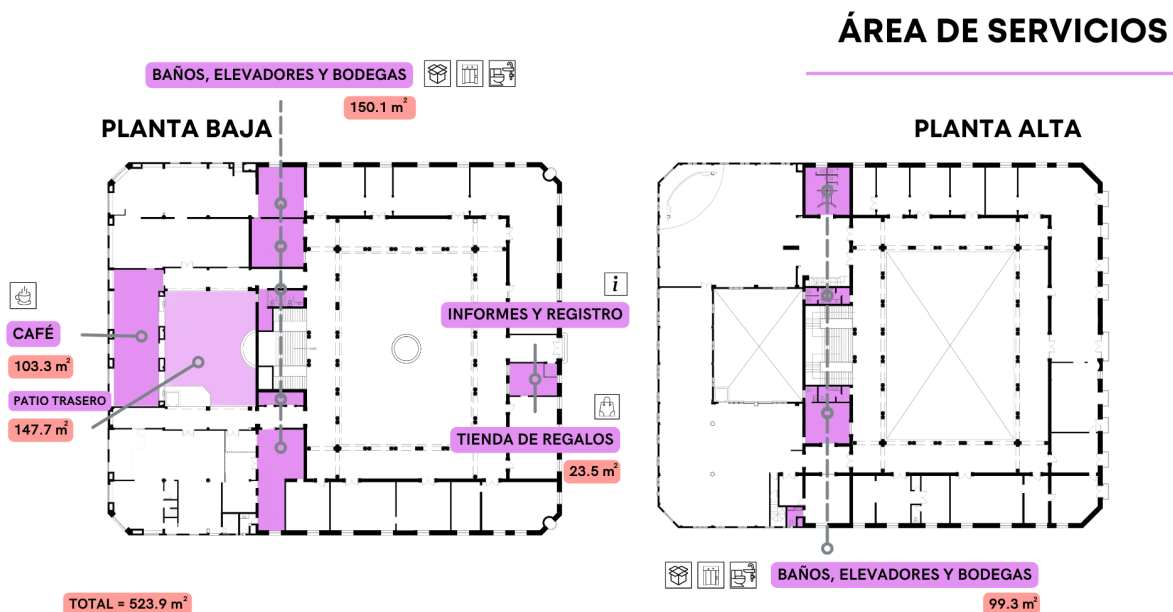 ÁREA DE SERVICIOS
BAÑOS, ELEVADORES Y BODEGAS
150.1 m²
PLANTA BAJA
PLANTA ALTA
i
INFORMES Y REGISTRO
CAFÉ
103.3 m²
PATIO TRASERO
147.7 m²
TIENDA DE REGALOS
23.5 m²
BAÑOS, ELEVADORES Y BODEGAS
99.3 m²
TOTAL = 523.9 m²